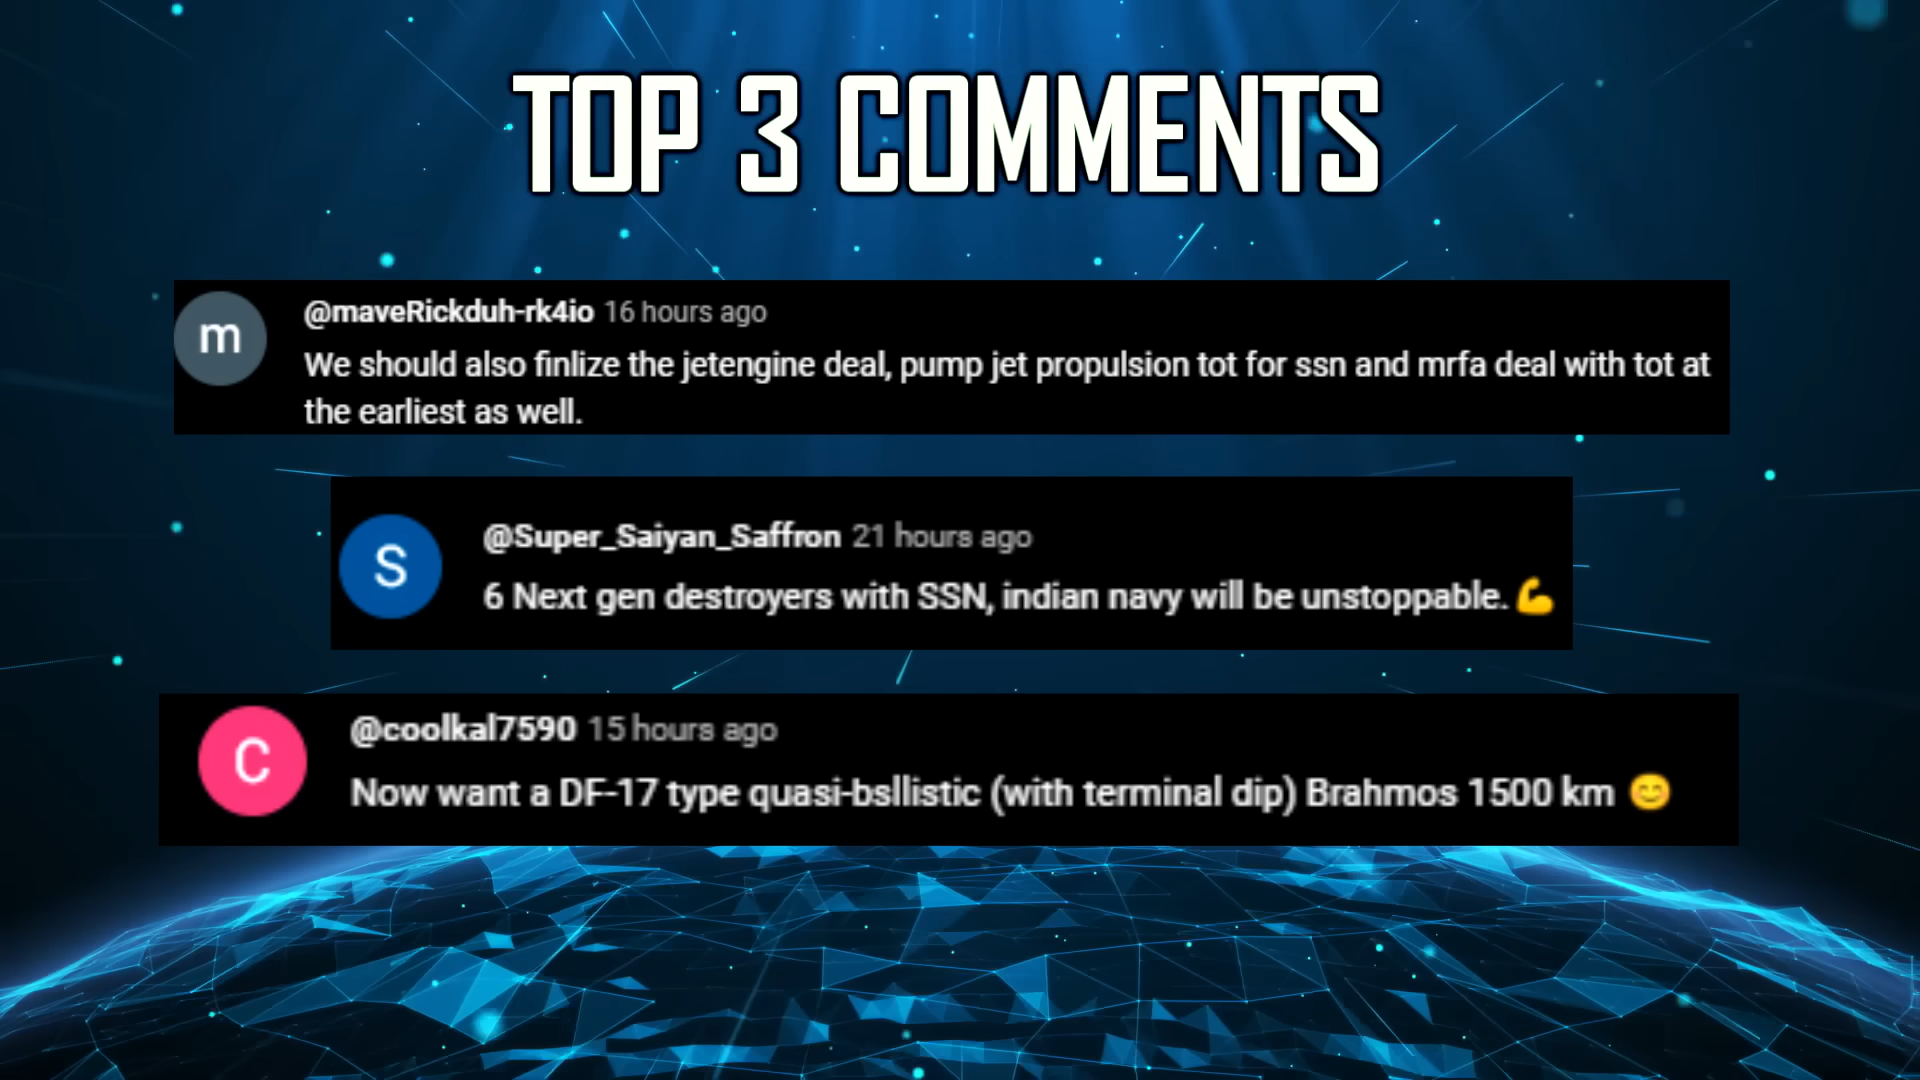 TOP 3 COMMENTS
m
@maveRickduh-rk4io 16 hours ago
We should also finlize the jetengine deal, pump jet propulsion tot for ssn and mrfa deal with tot at
the earliest as well.
S
@Super_Saiyan_Saffron 21 hours ago
6 Next gen destroyers with SSN, indian navy will be unstoppable.💪
C
@coolkal7590 15 hours ago
Now want a DF-17 type quasi-bsllistic (with terminal dip) Brahmos 1500 km 😊